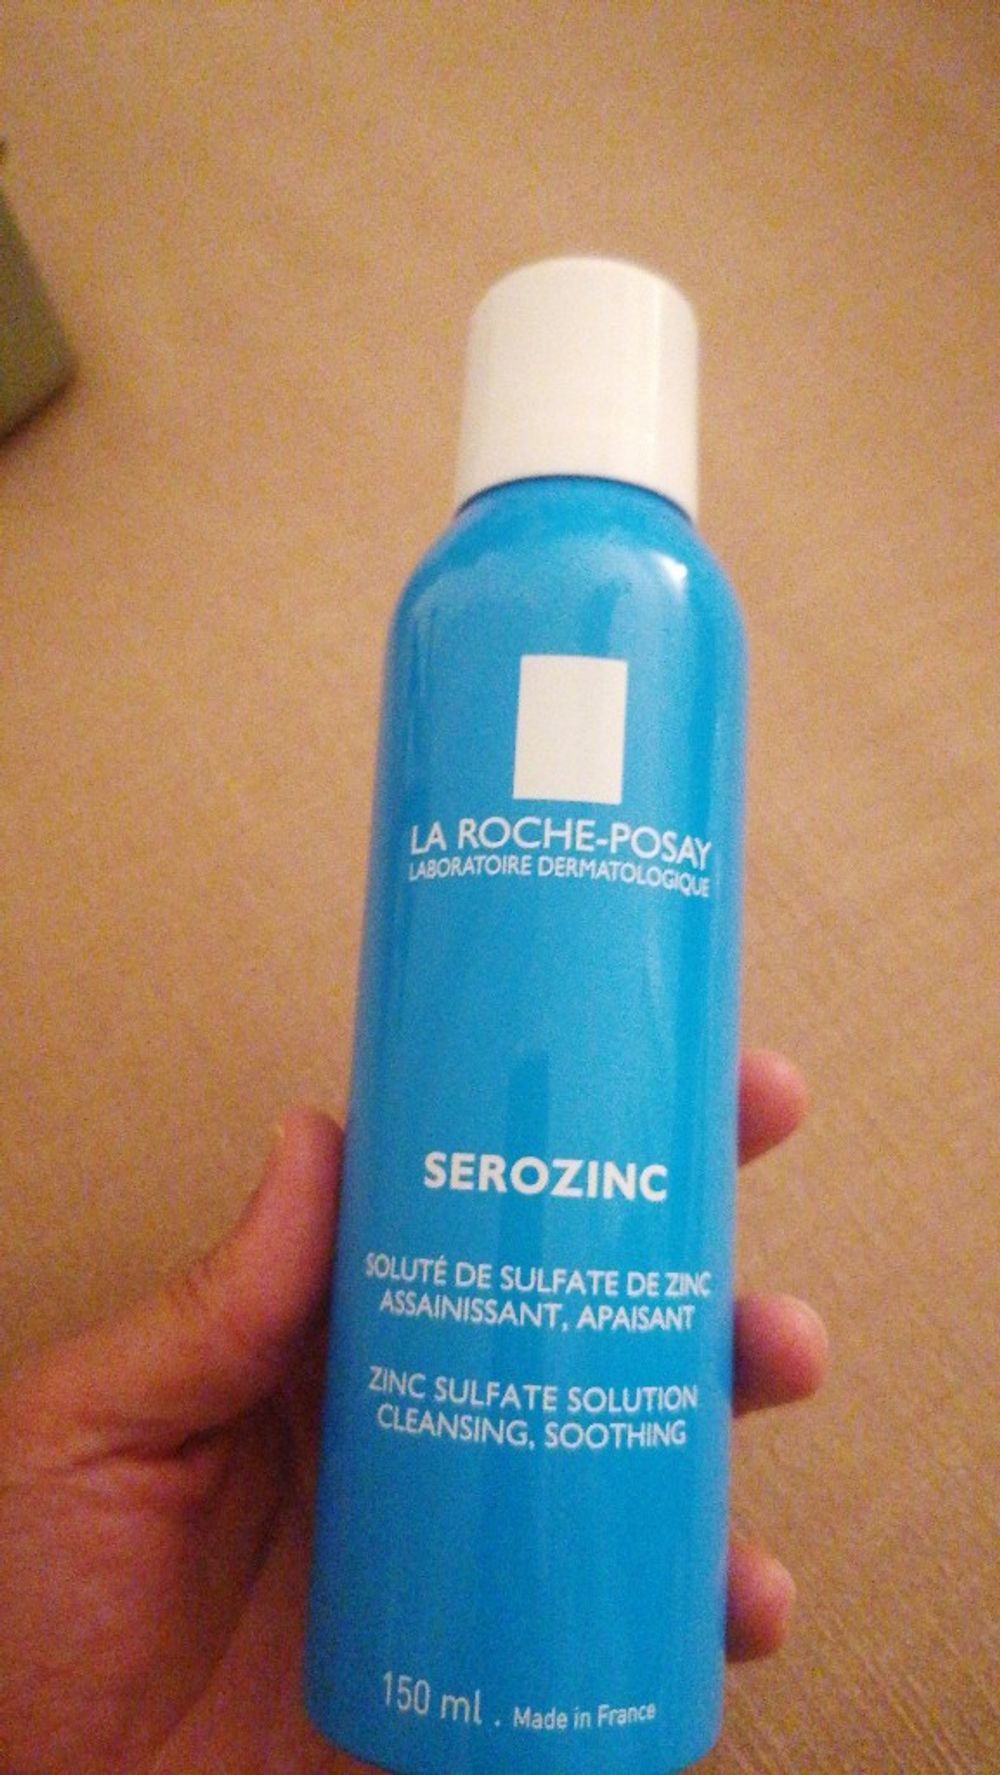 LA ROCHE-POSAY
LABORATOIRE DERMATOLOGIQUE
SEROZINC
SOLUTÉ DE SULFATE DE ZINC
ASSAINISSANT, APAISANT
ZINC SULFATE SOLUTION
CLEANSING, SOOTHING
150 ml . Made in France